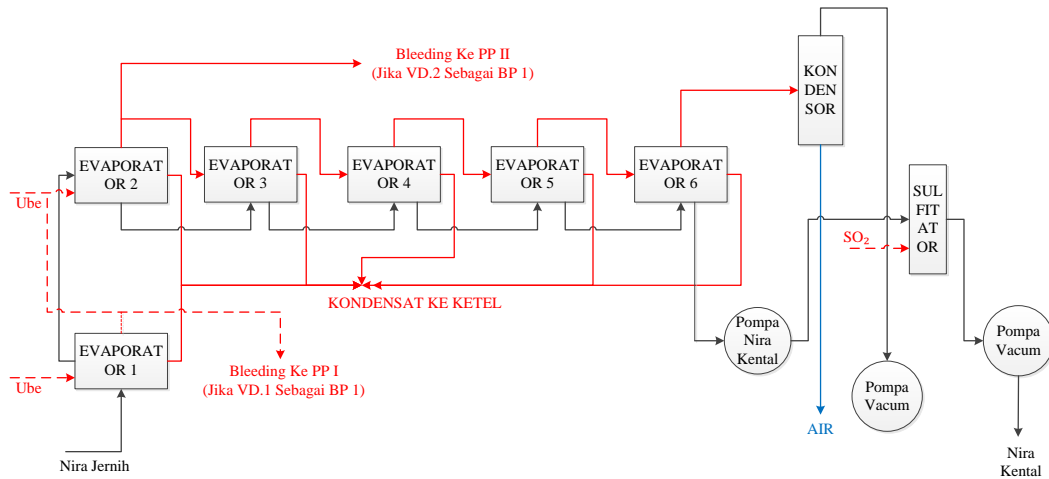 Bleeding Ke PP II
(Jika VD.2 Sebagai BP 1)
KON
DEN
SOR
EVAPORAT
OR 2
EVAPORAT
OR 3
EVAPORAT
OR 4
EVAPORAT
OR 5
EVAPORAT
OR 6
Ube
SUL
FIT
AT
OR
SO₂
KONDENSAT KE KETEL
EVAPORAT
OR 1
Ube
Bleeding Ke PP I
(Jika VD.1 Sebagai BP 1)
Pompa
Nira
Kental
Pompa
Vacum
Pompa
Vacum
AIR
Nira Jernih
Nira
Kental